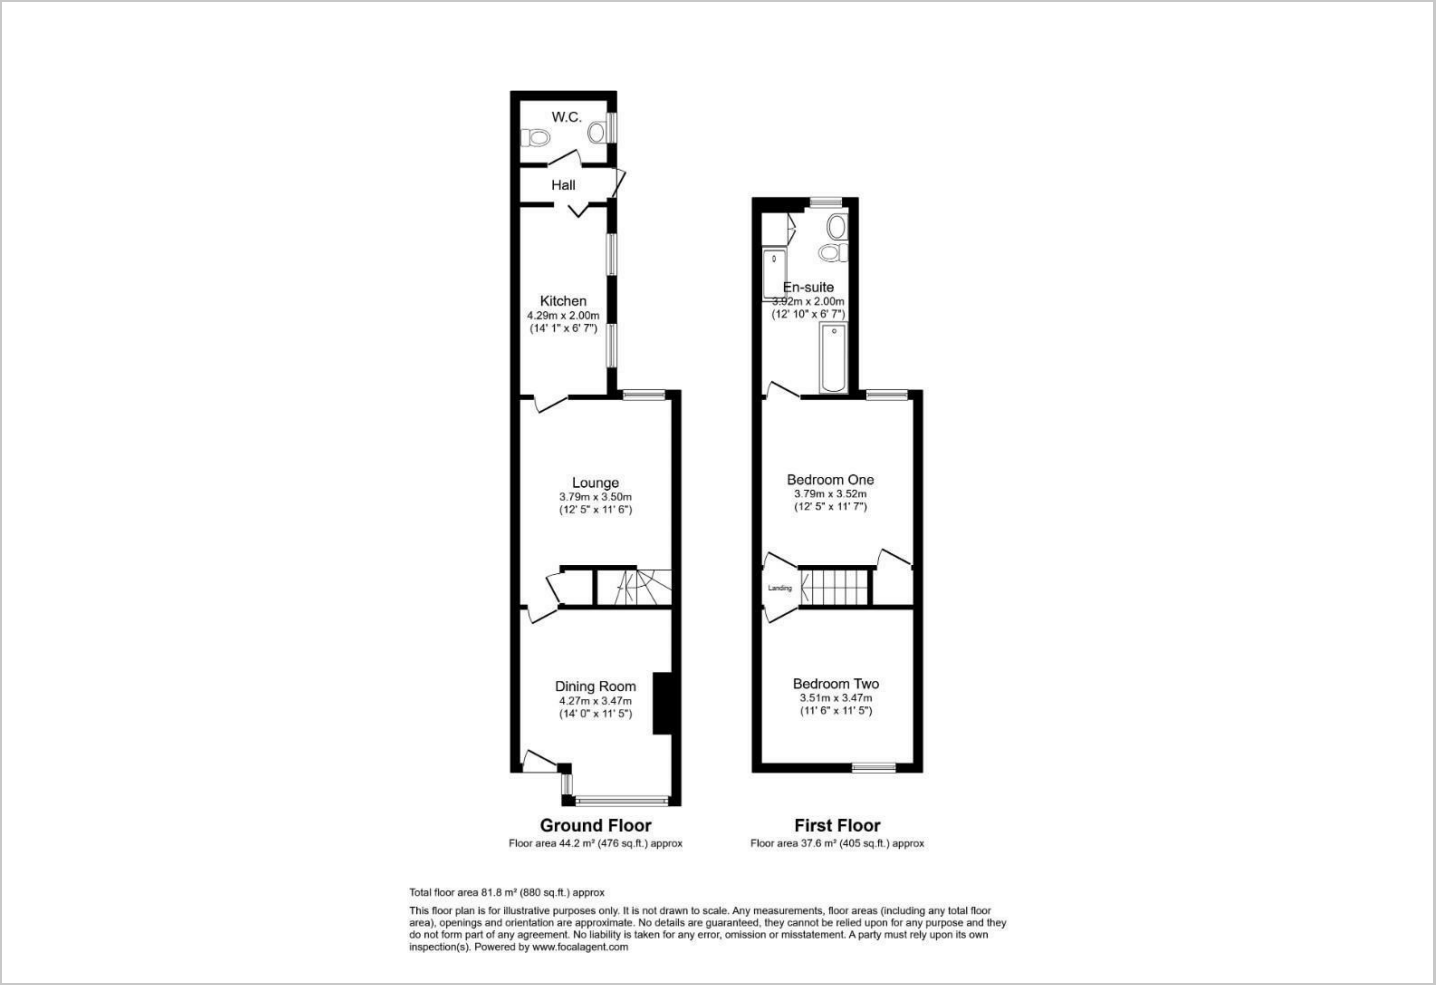 W.C.
Hall
Kitchen
4.29m x 2.00m
(14' 1" x 6' 7")
Lounge
3.79m x 3.50m
(12' 5" x 11' 6")
Dining Room
4.27m x 3.47m
(14' 0" x 11' 5")
Ground Floor
Floor area 44.2 m² (476 sq.ft.) approx
En-suite
3.92m x 2.00m
(12' 10" x 6' 7")
Bedroom One
3.79m x 3.52m
(12' 5" x 11' 7")
Landing
Bedroom Two
3.51m x 3.47m
(11' 6" x 11' 5")
First Floor
Floor area 37.6 m² (405 sq.ft.) approx
Total floor area 81.8 m² (880 sq.ft.) approx
This floor plan is for illustrative purposes only. It is not drawn to scale. Any measurements, floor areas (including any total floor
area), openings and orientation are approximate. No details are guaranteed, they cannot be relied upon for any purpose and they
do not form part of any agreement. No liability is taken for any error, omission or misstatement. A party must rely upon its own
inspection(s). Powered by www.focalagent.com